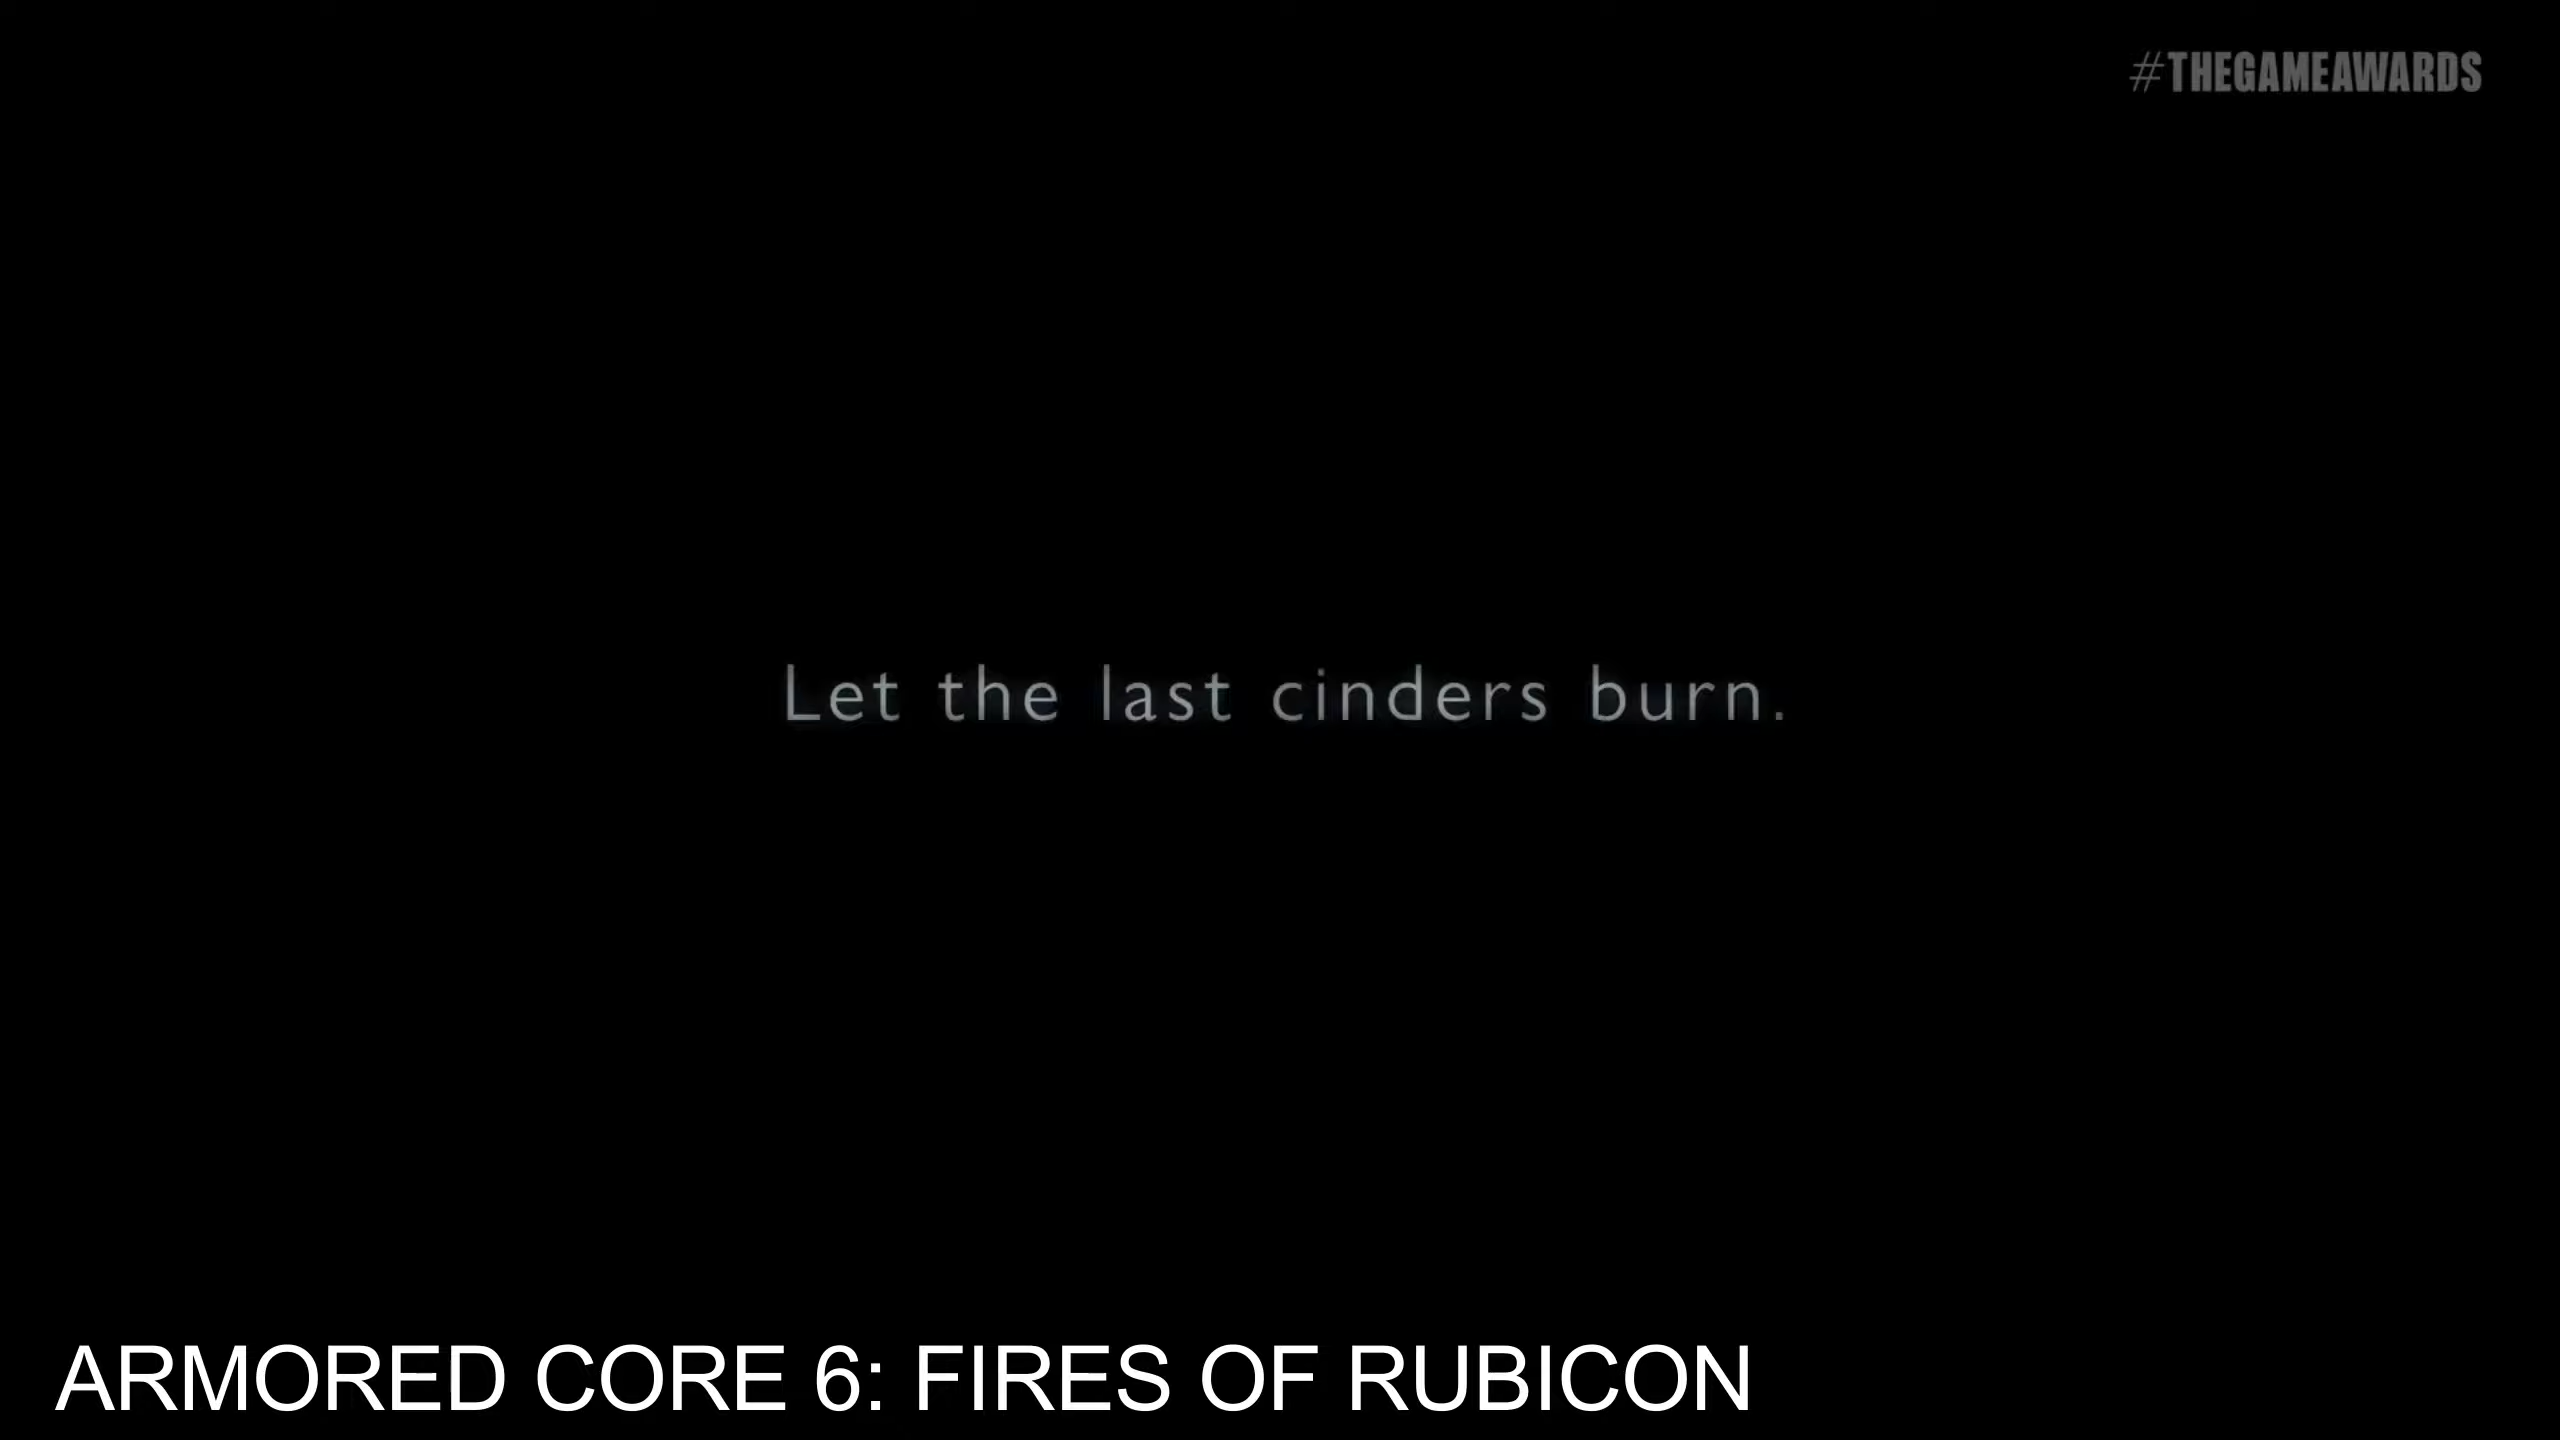 #THEGAMEAWARDS
Let the last cinders burn.
ARMORED CORE 6: FIRES OF RUBICON